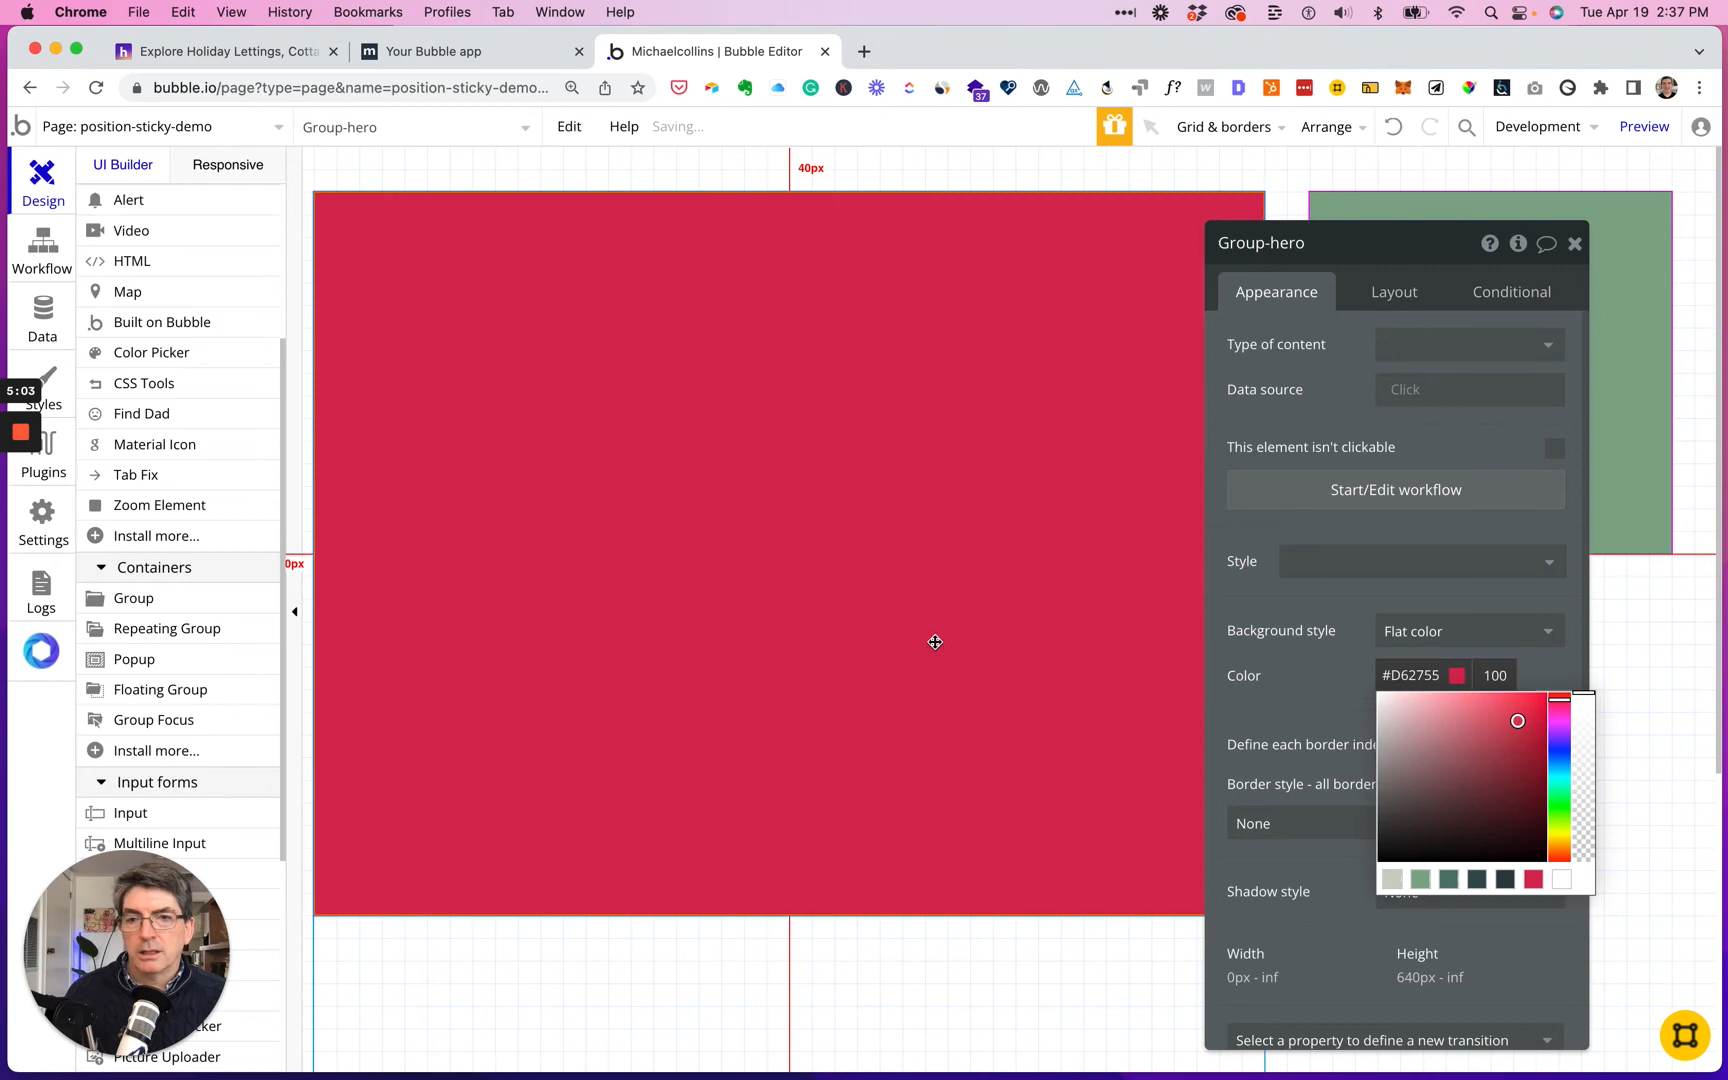 Chrome File Edit View History Bookmarks Profiles Tab Window Help Tue Apr 19 2:37 PM
Explore Holiday Lettings, Cotta
Your Bubble app
Michaelcollins | Bubble Editor
bubble.io/page?type=page&name=position-sticky-demo...
37
Page: position-sticky-demo
Group-hero
Edit Help Saving...
Grid & borders Arrange Development Preview
UI Builder Responsive
Design
Workflow
Data
Styles
Plugins
Settings
Logs
5:03
Alert
Video
HTML
Map
Built on Bubble
Color Picker
CSS Tools
Find Dad
Material Icon
Tab Fix
Zoom Element
Install more...
Containers
Group
Repeating Group
Popup
Floating Group
Group Focus
Install more...
Input forms
Input
Multiline Input
cker
Picture Uploader
40px
0px
Group-hero
Appearance Layout Conditional
Type of content
Data source Click
This element isn't clickable
Start/Edit workflow
Style
Background style Flat color
Color #D62755 100
Define each border inde
Border style - all border
None
Shadow style None
Width Height
0px - inf 640px - inf
Select a property to define a new transition